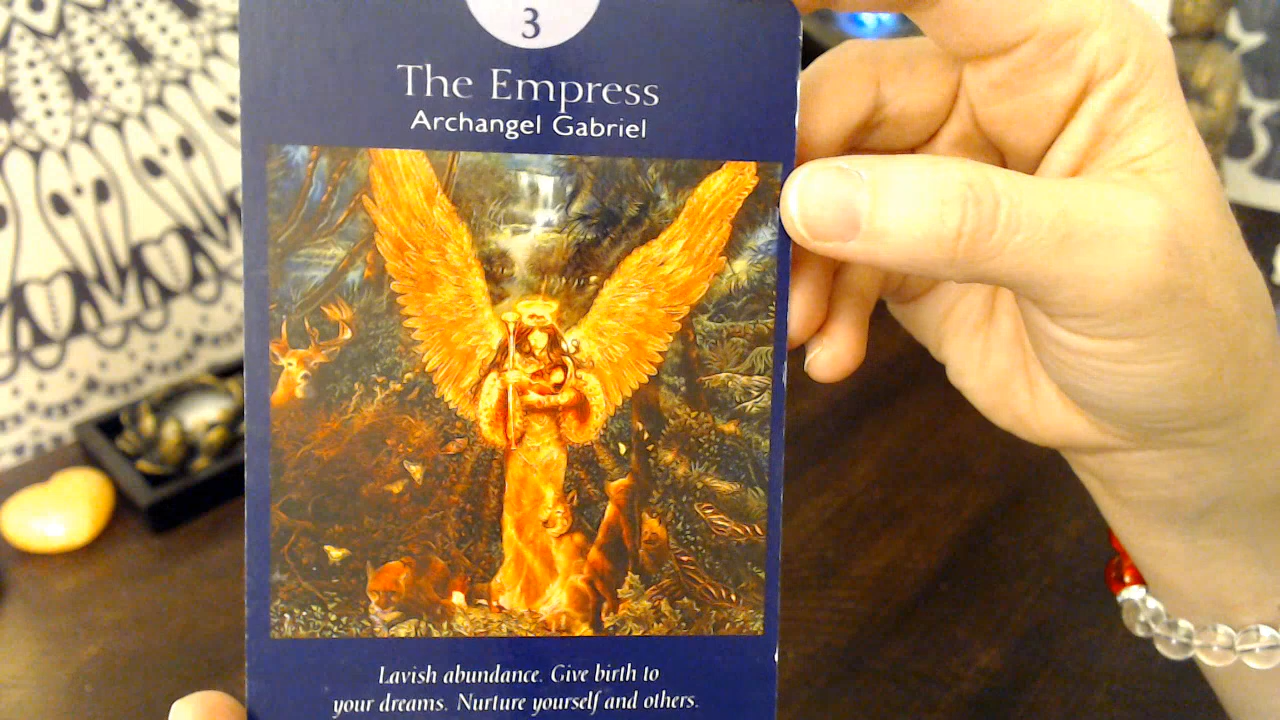 3
The Empress
Archangel Gabriel
Lavish abundance. Give birth to
your dreams. Nurture yourself and others.